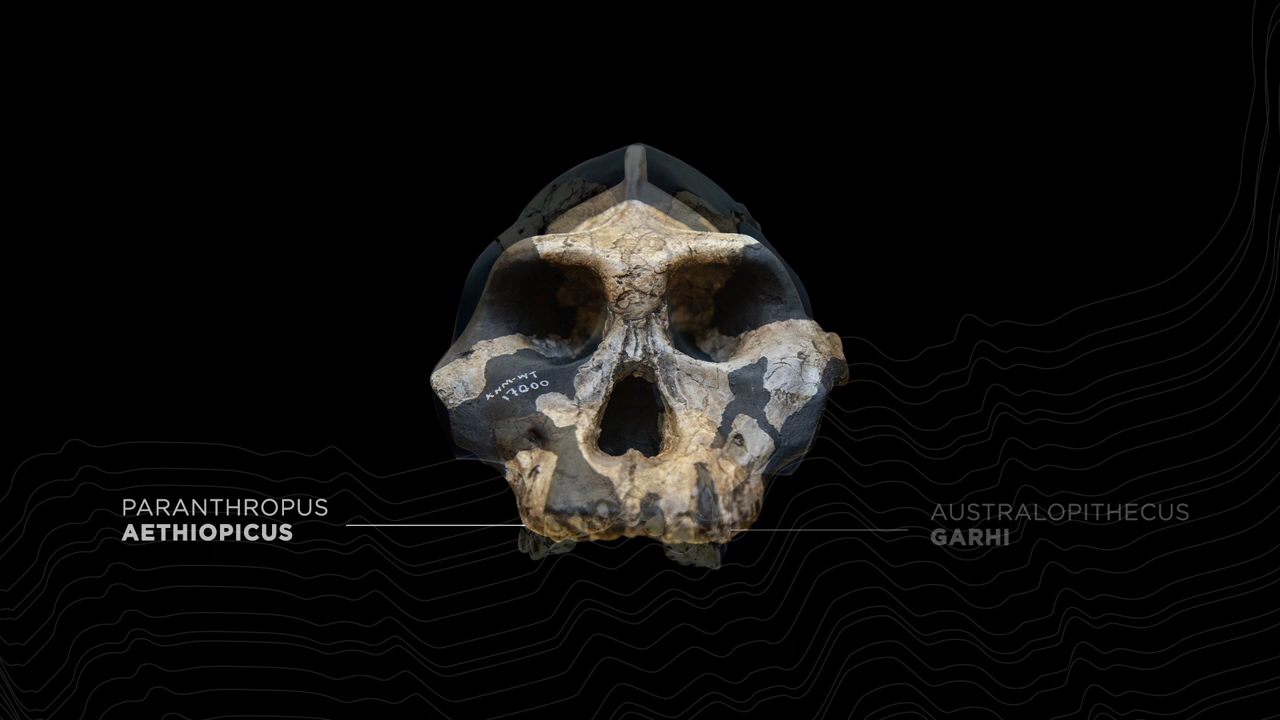 KNM-WT
17000
PARANTHROPUS
AETHIOPICUS
AUSTRALOPITHECUS
GARHI